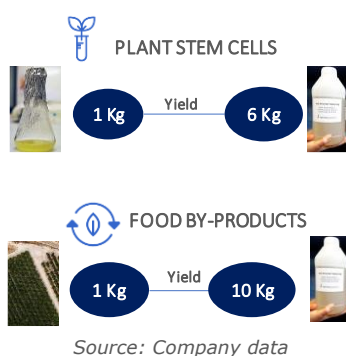 PLANT STEM CELLS
Yield
1 Kg
6 Kg
FOOD BY-PRODUCTS
Yield
1 Kg
10 Kg
Source: Company data